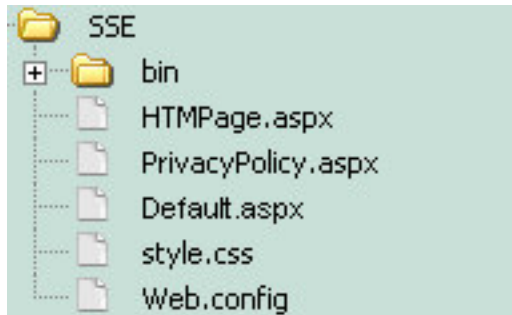 SSE
bin
HTMPage.aspx
PrivacyPolicy.aspx
Default.aspx
style.css
Web.config